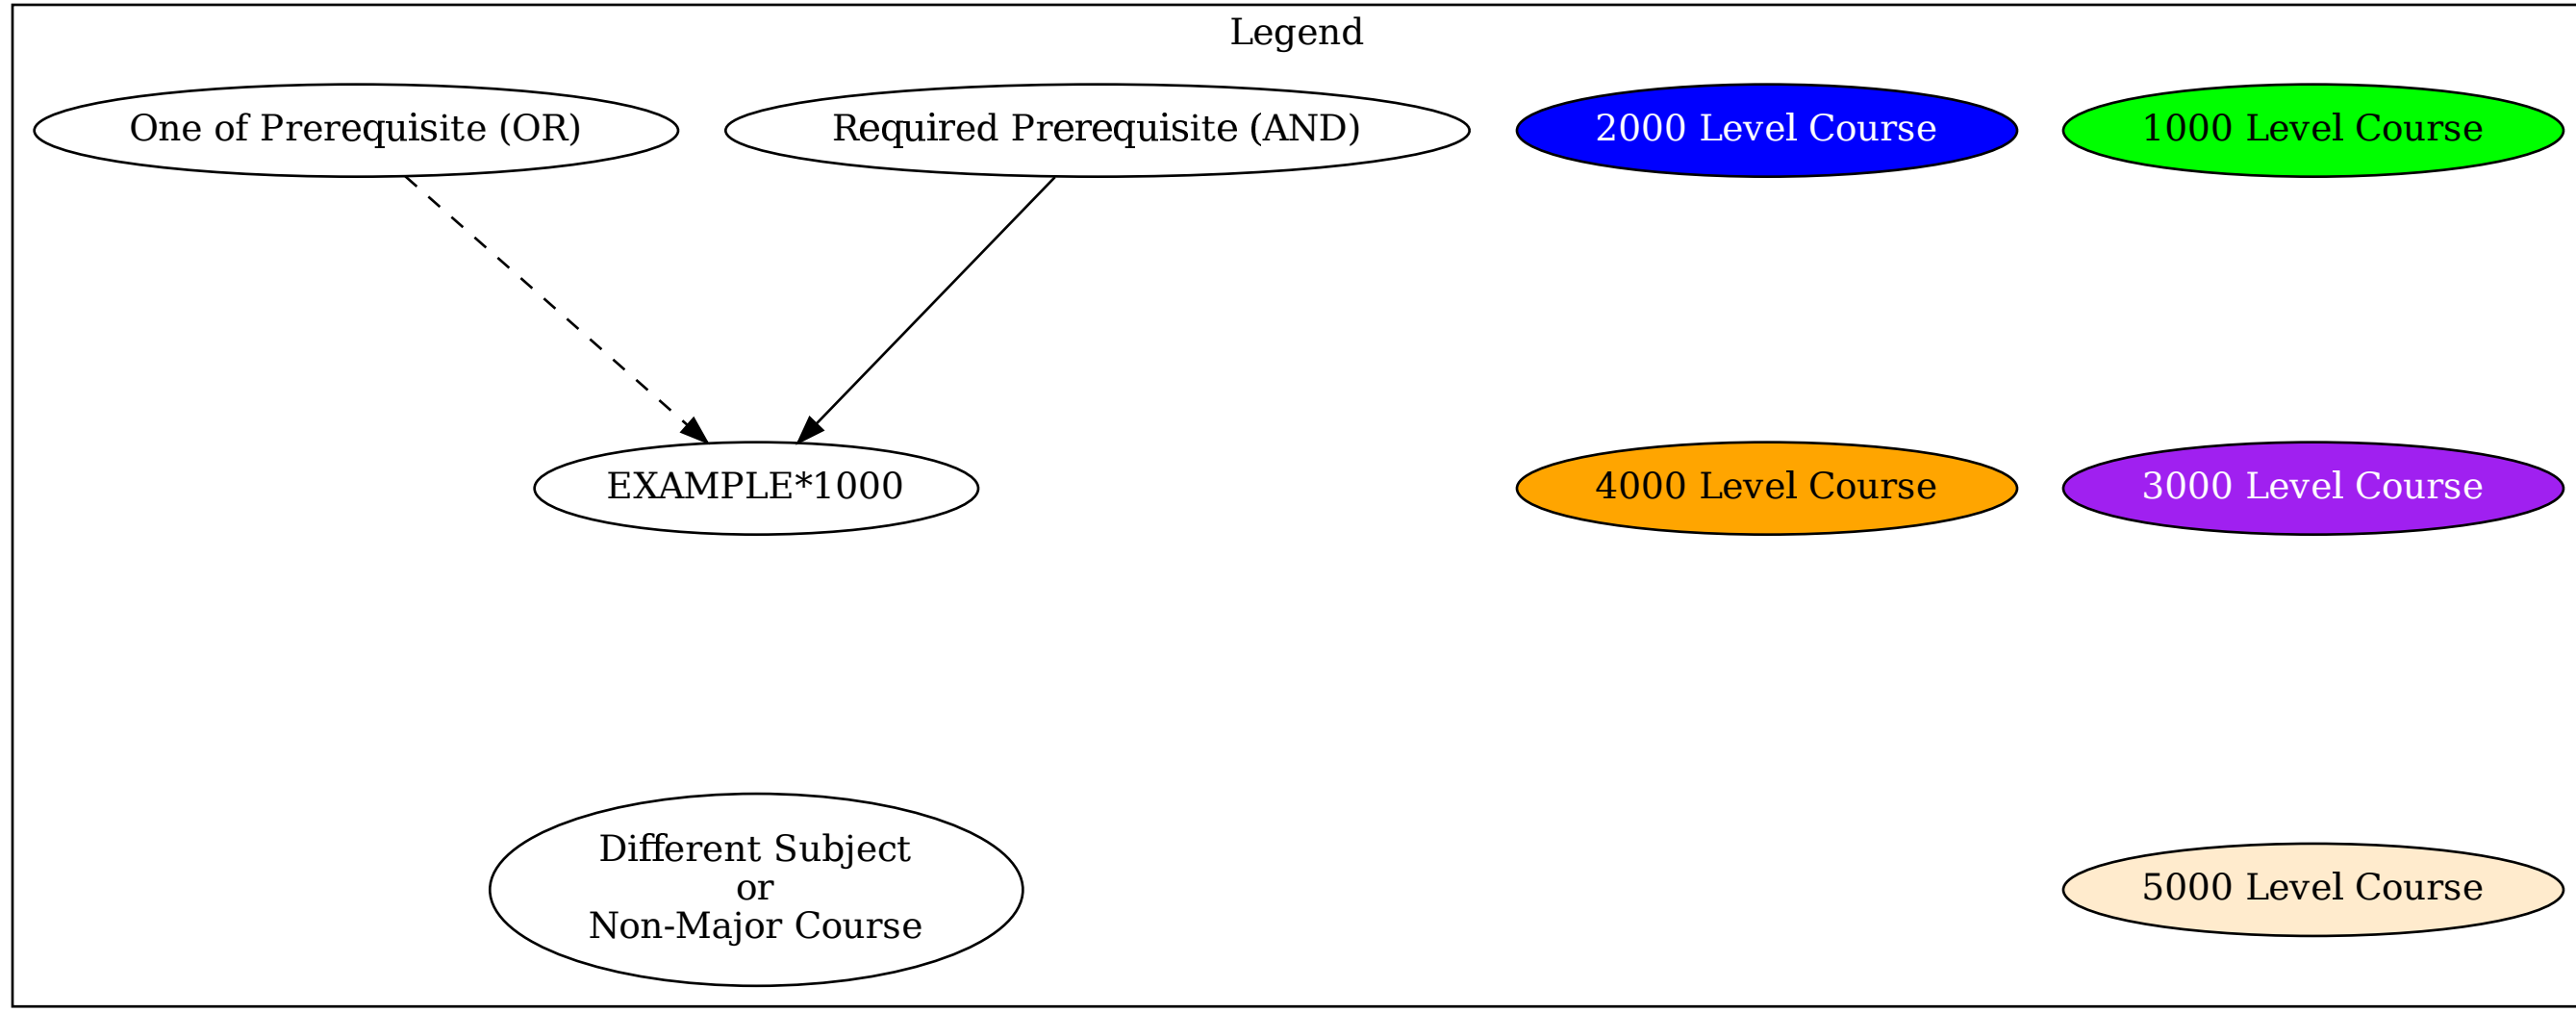 Legend
One of Prerequisite (OR)
Required Prerequisite (AND)
2000 Level Course
1000 Level Course
EXAMPLE*1000
4000 Level Course
3000 Level Course
Different Subject
or
Non-Major Course
5000 Level Course